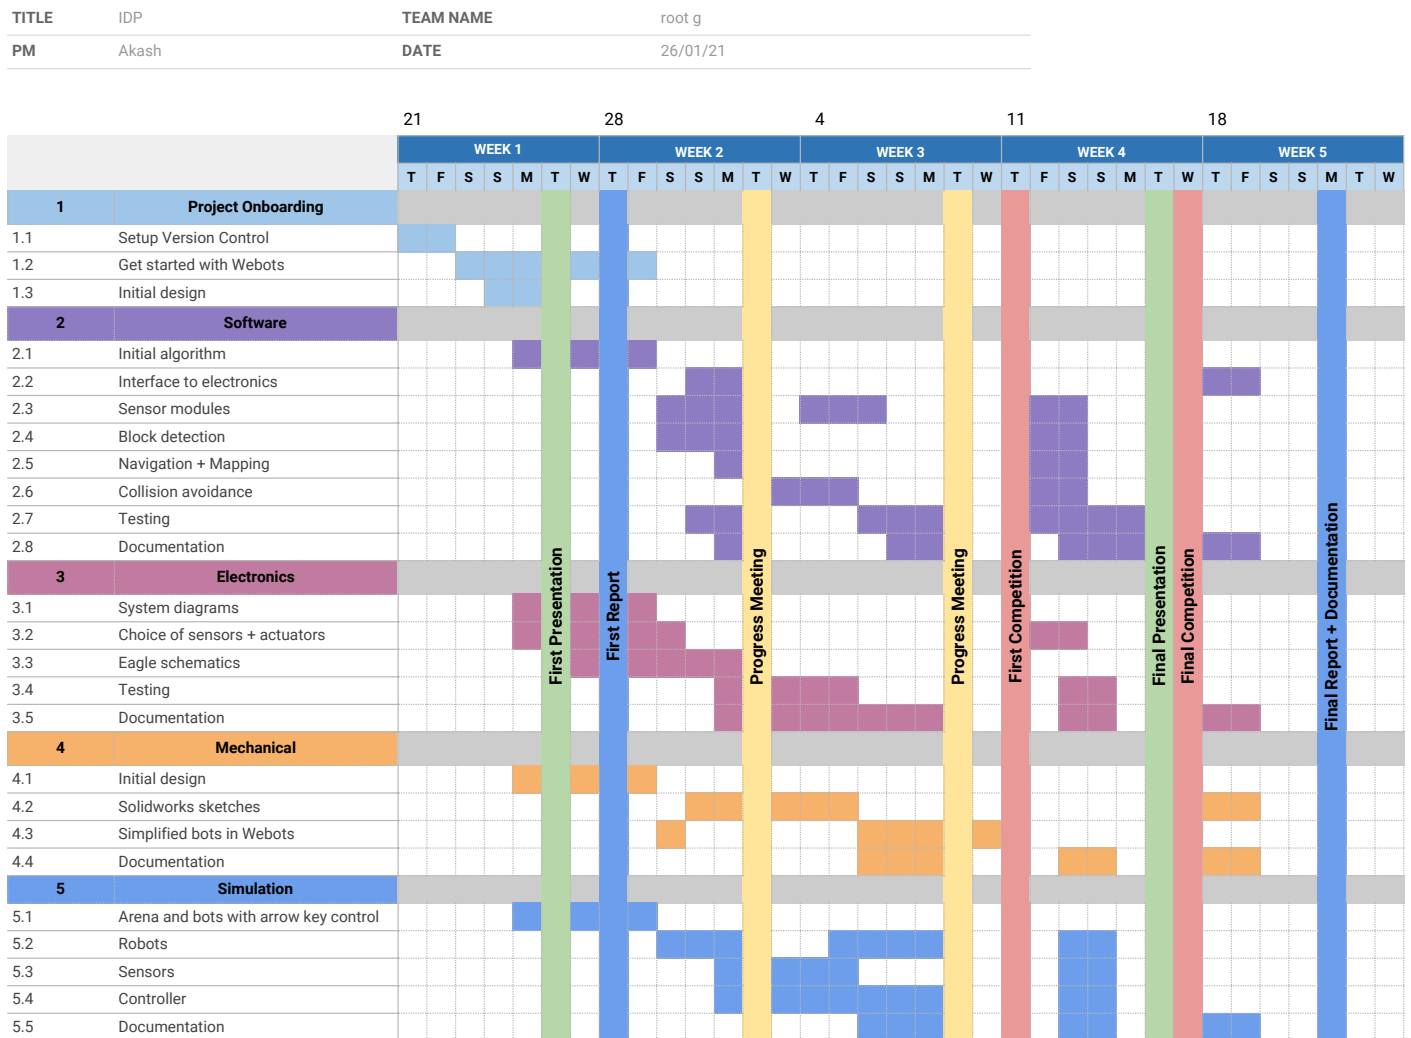 TITLE IDP TEAM NAME root g
PM Akash DATE 26/01/21
21 28 4 11 18
WEEK 1 WEEK 2 WEEK 3 WEEK 4 WEEK 5
T F S S M T W T F S S M T W T F S S M T W T F S S M T W T F S S M T W
1 Project Onboarding
1.1 Setup Version Control
1.2 Get started with Webots
1.3 Initial design
2 Software
2.1 Initial algorithm
2.2 Interface to electronics
2.3 Sensor modules
2.4 Block detection
2.5 Navigation + Mapping
2.6 Collision avoidance
2.7 Testing
2.8 Documentation
3 Electronics
3.1 System diagrams
3.2 Choice of sensors + actuators
3.3 Eagle schematics
3.4 Testing
3.5 Documentation
4 Mechanical
4.1 Initial design
4.2 Solidworks sketches
4.3 Simplified bots in Webots
4.4 Documentation
5 Simulation
5.1 Arena and bots with arrow key control
5.2 Robots
5.3 Sensors
5.4 Controller
5.5 Documentation
First Presentation
First Report
Progress Meeting
Progress Meeting
First Competition
Final Presentation
Final Competition
Final Report + Documentation